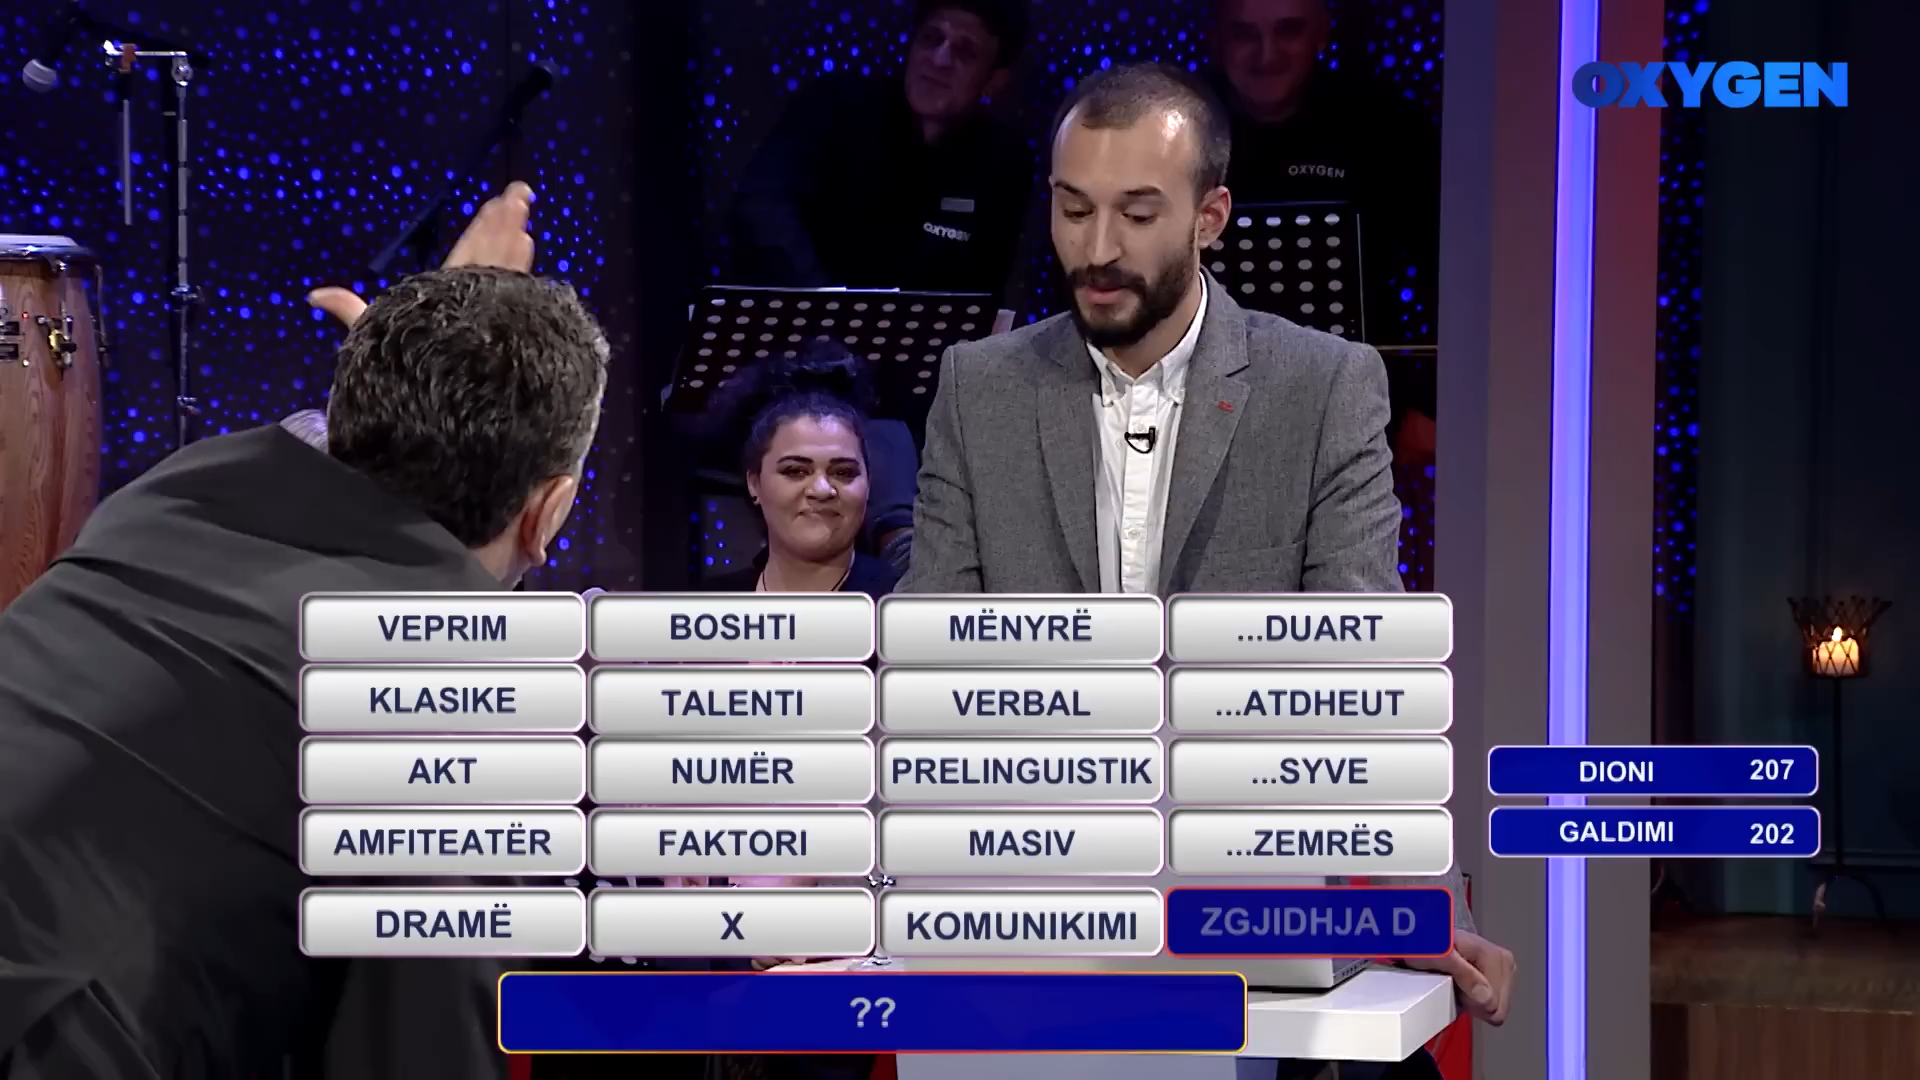 OXYGEN
OXYGEN
OXYGEN
VEPRIM
BOSHTI
MËNYRË
...DUART
KLASIKE
TALENTI
VERBAL
...ATDHEUT
AKT
NUMËR
PRELINGUISTIK
...SYVE
AMFITEATËR
FAKTORI
MASIV
...ZEMRËS
DRAMË
X
KOMUNIKIMI
ZGJIDHJA D
??
DIONI 207
GALDIMI 202